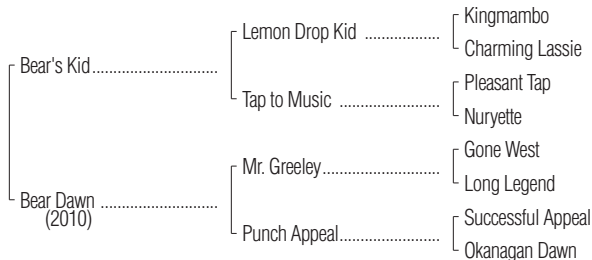 Kingmambo
Lemon Drop Kid ..................
Charming Lassie
Bear's Kid.............................
Pleasant Tap
Tap to Music ........................
Nuryette
Gone West
Mr. Greeley............................
Long Legend
Bear Dawn ...........................
(2010)
Successful Appeal
Punch Appeal........................
Okanagan Dawn